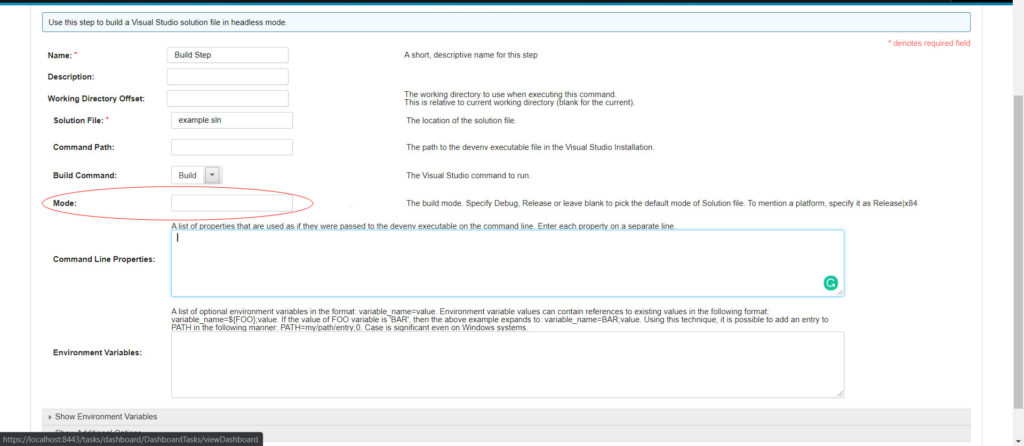 Use this step to build a Visual Studio solution file in headless mode.
* denotes required field
Name: * Build Step A short, descriptive name for this step
Description:
Working Directory Offset: The working directory to use when executing this command.
This is relative to current working directory (blank for the current).
Solution File: * example.sln The location of the solution file.
Command Path: The path to the devenv executable file in the Visual Studio Installation.
Build Command: Build The Visual Studio command to run.
Mode: The build mode. Specify Debug, Release or leave blank to pick the default mode of Solution file. To mention a platform, specify it as Release|x84
A list of properties that are used as if they were passed to the devenv executable on the command line. Enter each property on a separate line.
Command Line Properties:
A list of optional environment variables in the format: variable_name=value. Environment variable values can contain references to existing values in the following format:
variable_name=${FOO};value. If the value of FOO variable is 'BAR', then the above example expands to: variable_name=BAR;value. Using this technique, it is possible to add an entry to
PATH in the following manner: PATH=my/path/entry;0. Case is significant even on Windows systems.
Environment Variables:
Show Environment Variables
Show Additional Options
https://localhost:8443/tasks/dashboard/DashboardTasks/viewDashboard